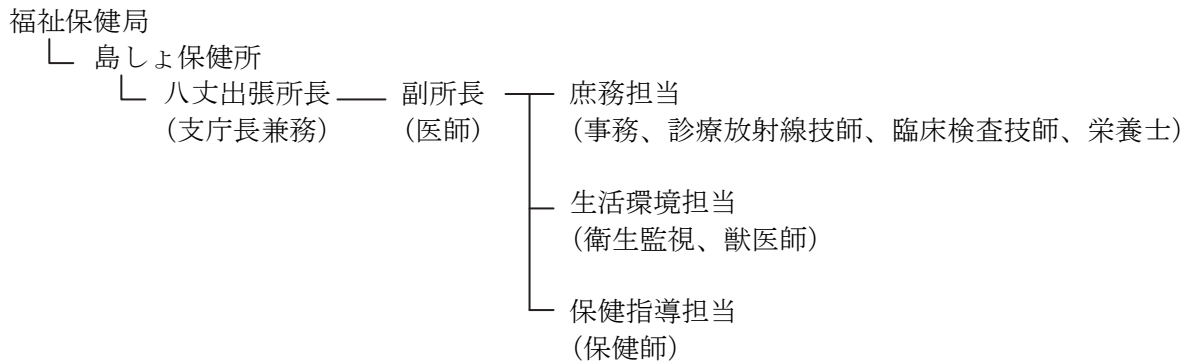 福祉保健局
島しょ保健所
八丈出張所長 副所長 庶務担当
（支庁長兼務） （医師） （事務、診療放射線技師、臨床検査技師、栄養士）
生活環境担当
（衛生監視、獣医師）
保健指導担当
（保健師）